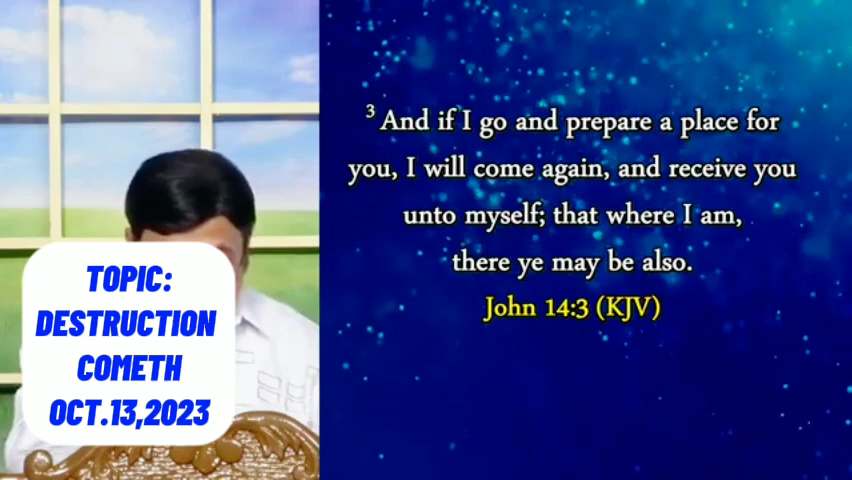 TOPIC:
DESTRUCTION
COMETH
OCT.13,2023
3 And if I go and prepare a place for
you, I will come again, and receive you
unto myself; that where I am,
there ye may be also.
John 14:3 (KJV)